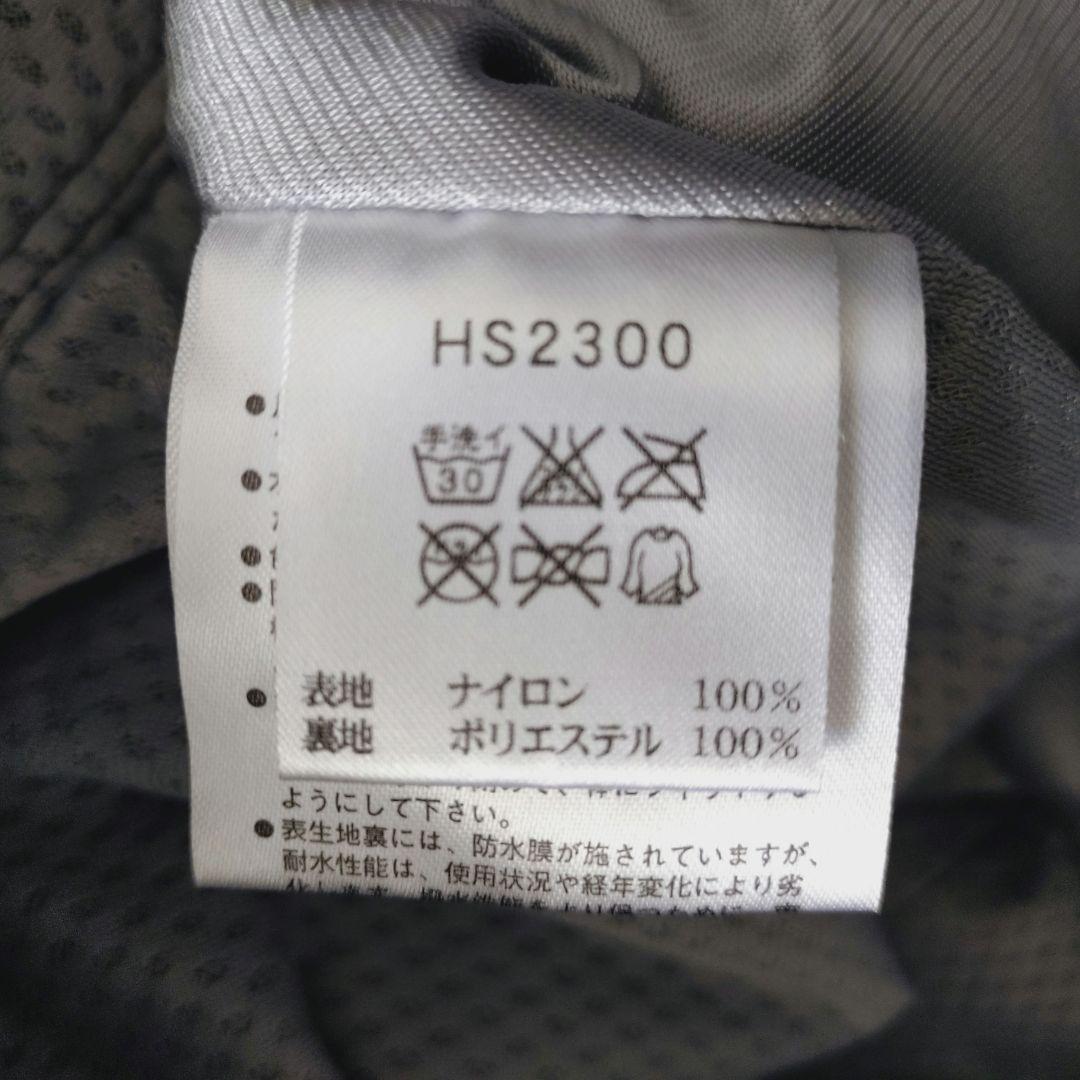 HS2300
手洗イ
30
表地 ナイロン 100%
裏地 ポリエステル 100%
ようにして下さい。
●表生地裏には、防水膜が施されていますが、
耐水性能は、使用状況や経年変化により劣